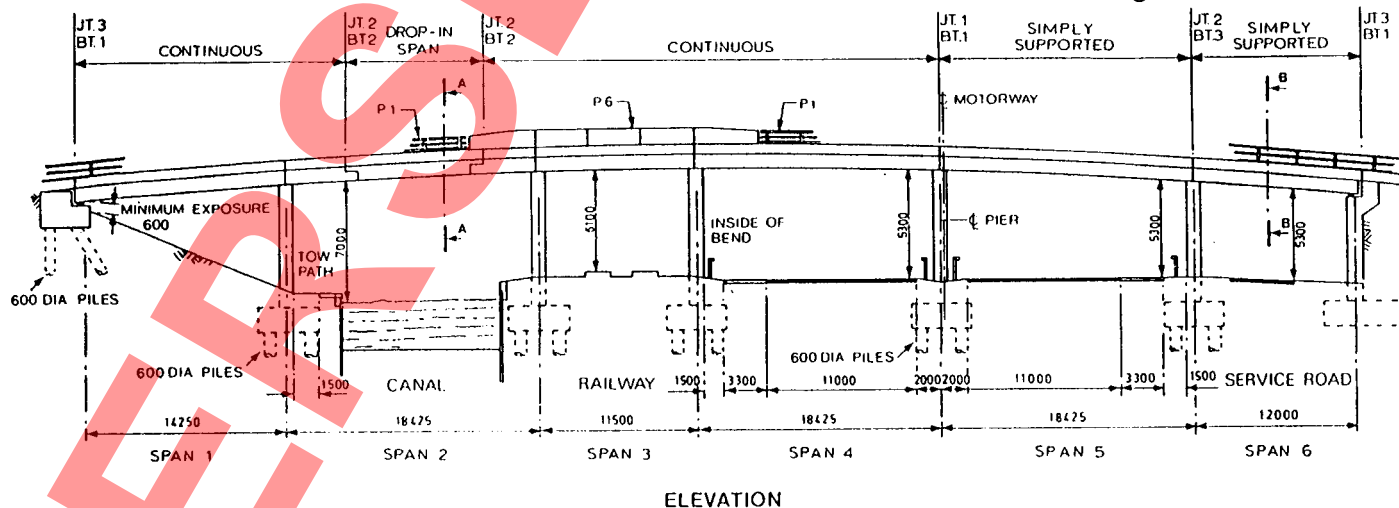 JT.3
BT.1
CONTINUOUS
JT.2
BT2
DROP-IN
SPAN
JT.2
BT.2
CONTINUOUS
JT.1
BT.1
SIMPLY
SUPPORTED
JT.2
BT.3
SIMPLY
SUPPORTED
JT.3
BT.1
A
B
P1
P6
P1
MOTORWAY
MINIMUM EXPOSURE
600
7000
A
5100
INSIDE OF
BEND
5300
PIER
5300
B
5300
TOW
PATH
600 DIA PILES
600 DIA PILES
600 DIA PILES
1500
CANAL
RAILWAY
1500
3300
11000
2000
2000
11000
3300
1500
SERVICE ROAD
14250
18425
11500
18425
18425
12000
SPAN 1
SPAN 2
SPAN 3
SPAN 4
SPAN 5
SPAN 6
ELEVATION